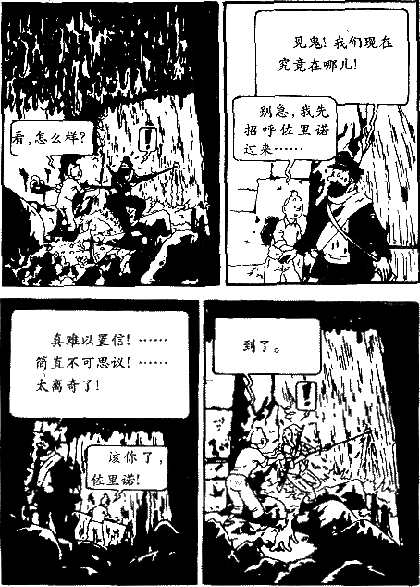 看,怎么样?
!
见鬼!我们现在
究竟在哪儿!
别急,我先
招呼佐里诺
过来……
真难以置信!……
简直不可思议!……
太离奇了!
该你了,
佐里诺!
到了。
!